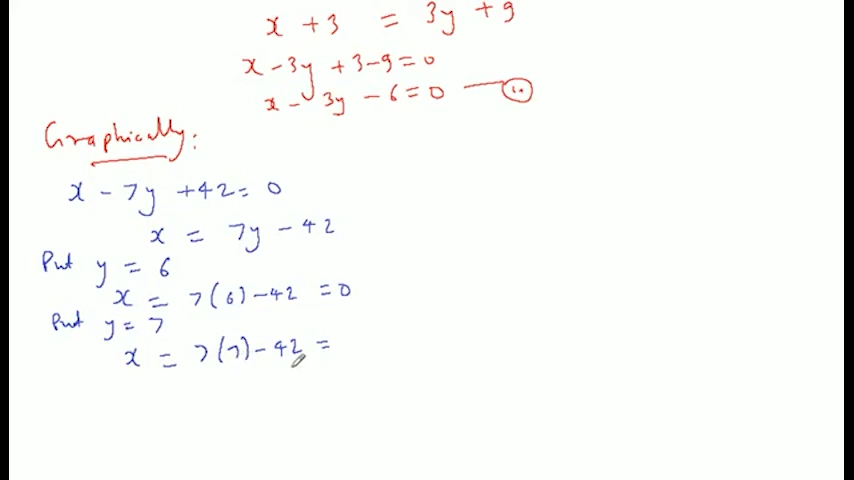 x + 3 = 3y + 9
x - 3y + 3 - 9 = 0
x - 3y - 6 = 0
Graphically:
x - 7y + 42 = 0
x = 7y - 42
Put y = 6
x = 7(6) - 42 = 0
Put y = 7
x = 7(7) - 42 =